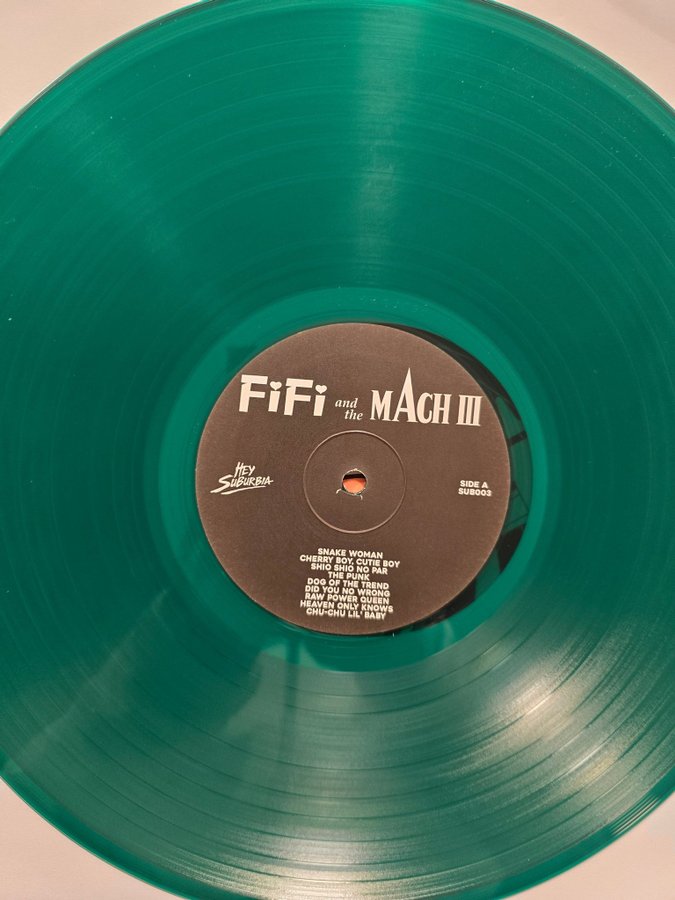 FiFi and the MACH III
HEY
SUBURBIA
SIDE A
SUB003
SNAKE WOMAN
CHERRY BOY, CUTIE BOY
SHIO SHIO NO PAR
THE PUNK
DOG OF THE TREND
DID YOU NO WRONG
RAW POWER QUEEN
HEAVEN ONLY KNOWS
CHU-CHU LIL' BABY